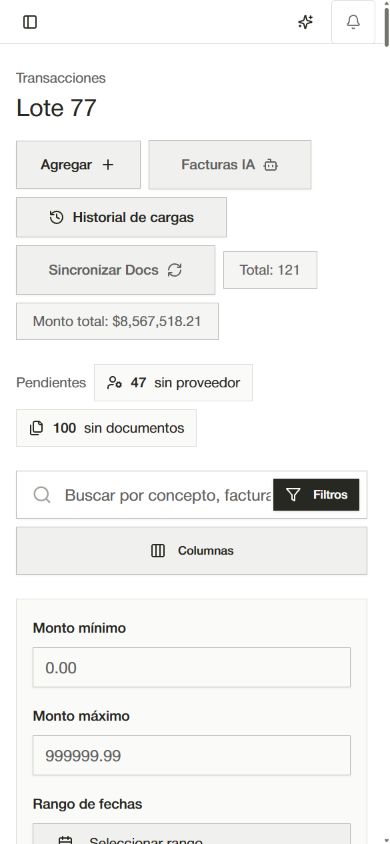 Transacciones
Lote 77
Agregar
Facturas IA
Historial de cargas
Sincronizar Docs
Total: 121
Monto total: $8,567,518.21
Pendientes
47 sin proveedor
100 sin documentos
Buscar por concepto, factura
Filtros
Columnas
Monto mínimo
0.00
Monto máximo
999999.99
Rango de fechas
Seleccionar rango